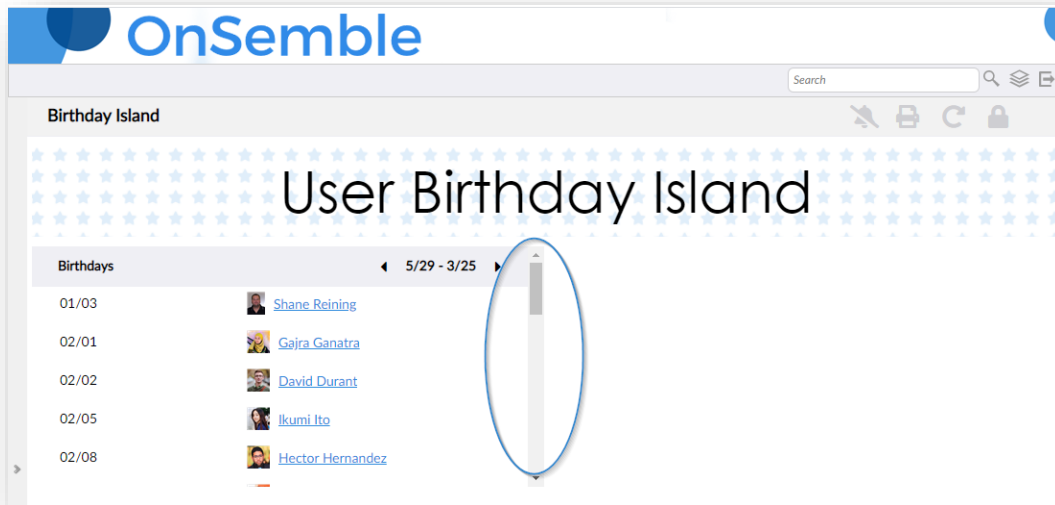 OnSemble
Search
Birthday Island
User Birthday Island
Birthdays 5/29 - 3/25
01/03 Shane Reining
02/01 Gajra Ganatra
02/02 David Durant
02/05 Ikumi Ito
02/08 Hector Hernandez